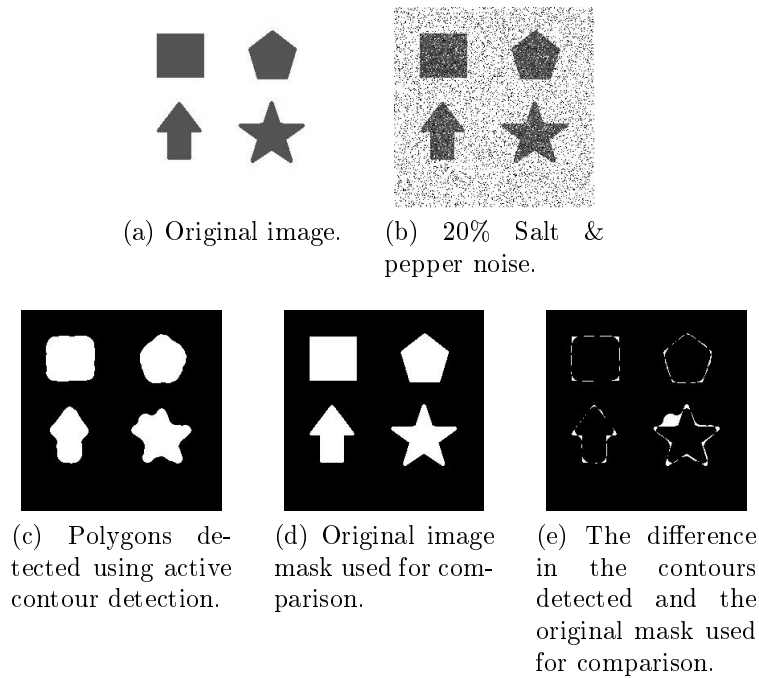 (a) Original image.
(b) 20% Salt &
pepper noise.
(c) Polygons de-
tected using active
contour detection.
(d) Original image
mask used for com-
parison.
(e) The difference
in the contours
detected and the
original mask used
for comparison.